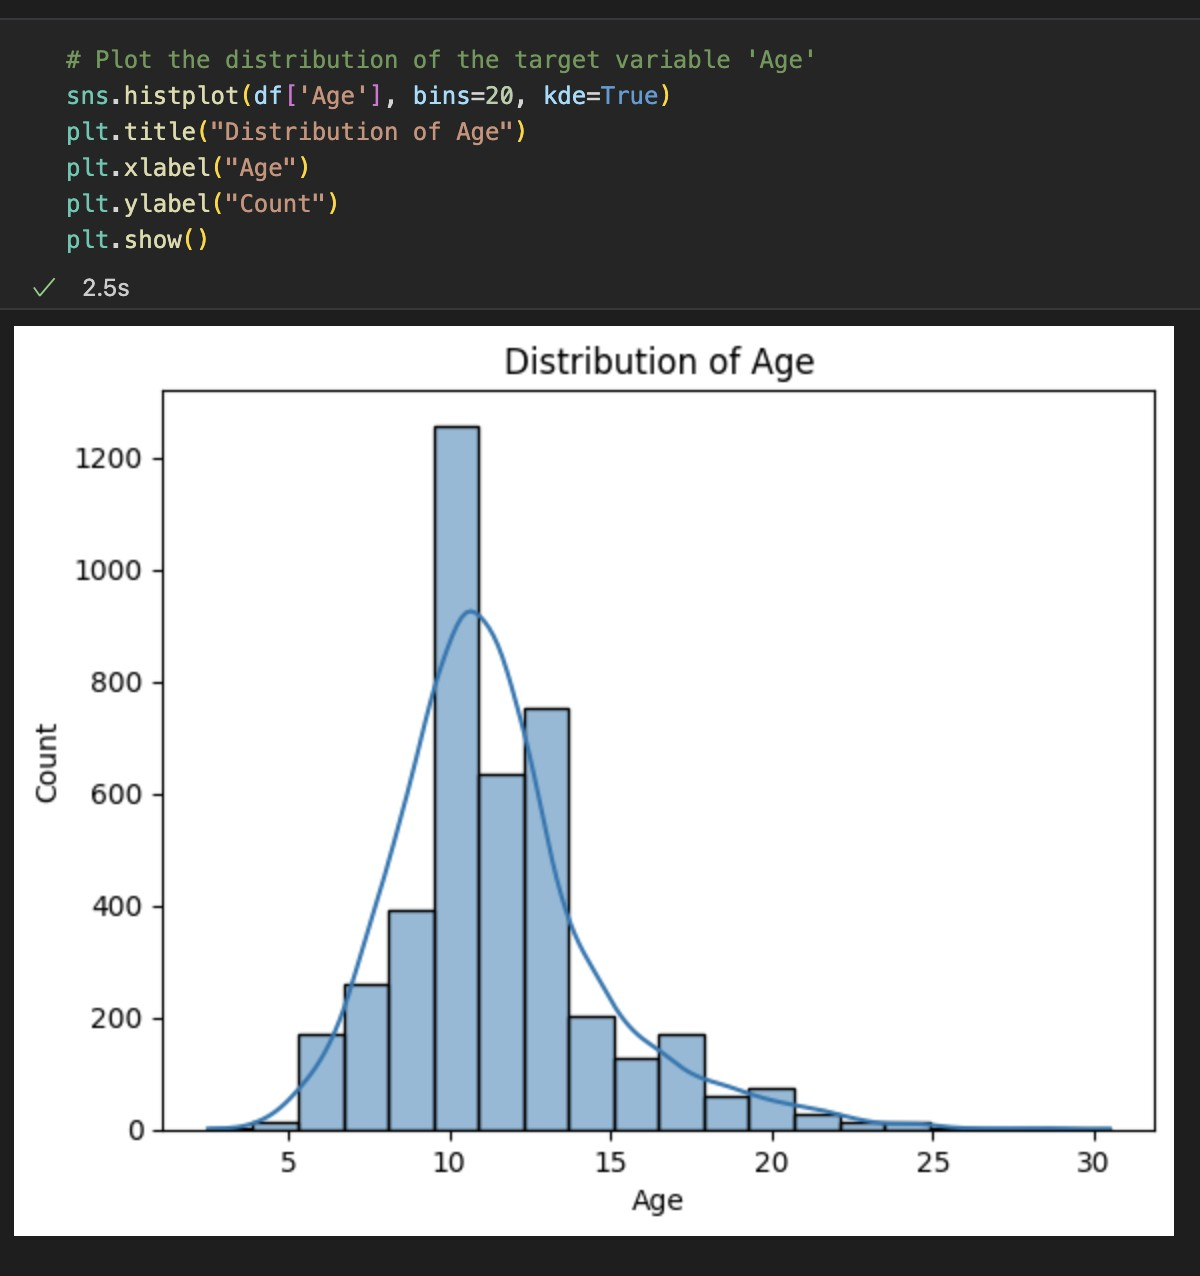 # Plot the distribution of the target variable 'Age'
sns.histplot(df['Age'], bins=20, kde=True)
plt.title("Distribution of Age")
plt.xlabel("Age")
plt.ylabel("Count")
plt.show()
2.5s
Distribution of Age
1200
1000
800
600
400
200
0
Count
5 10 15 20 25 30
Age